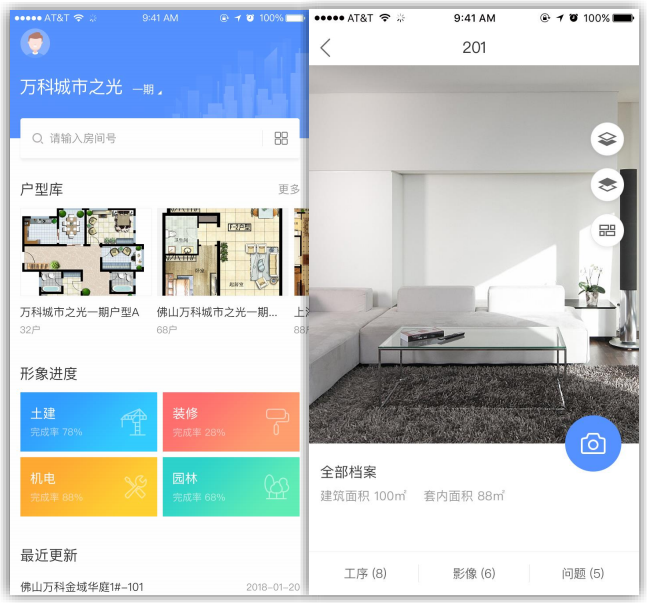 AT&T 9:41 AM 100%
万科城市之光 一期
请输入房间号
户型库 更多
万科城市之光一期户型A
32户
佛山万科城市之光一期...
68户
形象进度
土建
完成率 78%
装修
完成率 28%
机电
完成率 88%
园林
完成率 68%
最近更新
佛山万科金域华庭1#-101 2018-01-20
AT&T 9:41 AM 100%
201
全部档案
建筑面积 100㎡ 套内面积 88㎡
工序 (8) 影像 (6) 问题 (5)